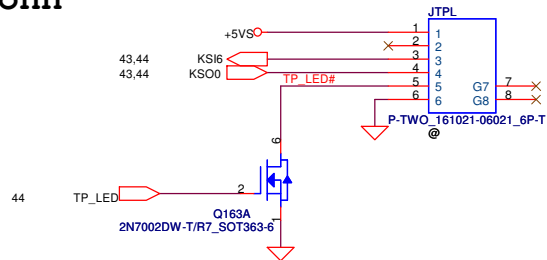 JTPL
+5VS
1 1
2 2
43,44 KSI6 3 3
43,44 KSO0 4 4
TP_LED# 5 5 G7 7
6 6 G8 8
P-TWO_161021-06021_6P-T
@
6
44 TP_LED 2
1
Q163A
2N7002DW-T/R7_SOT363-6